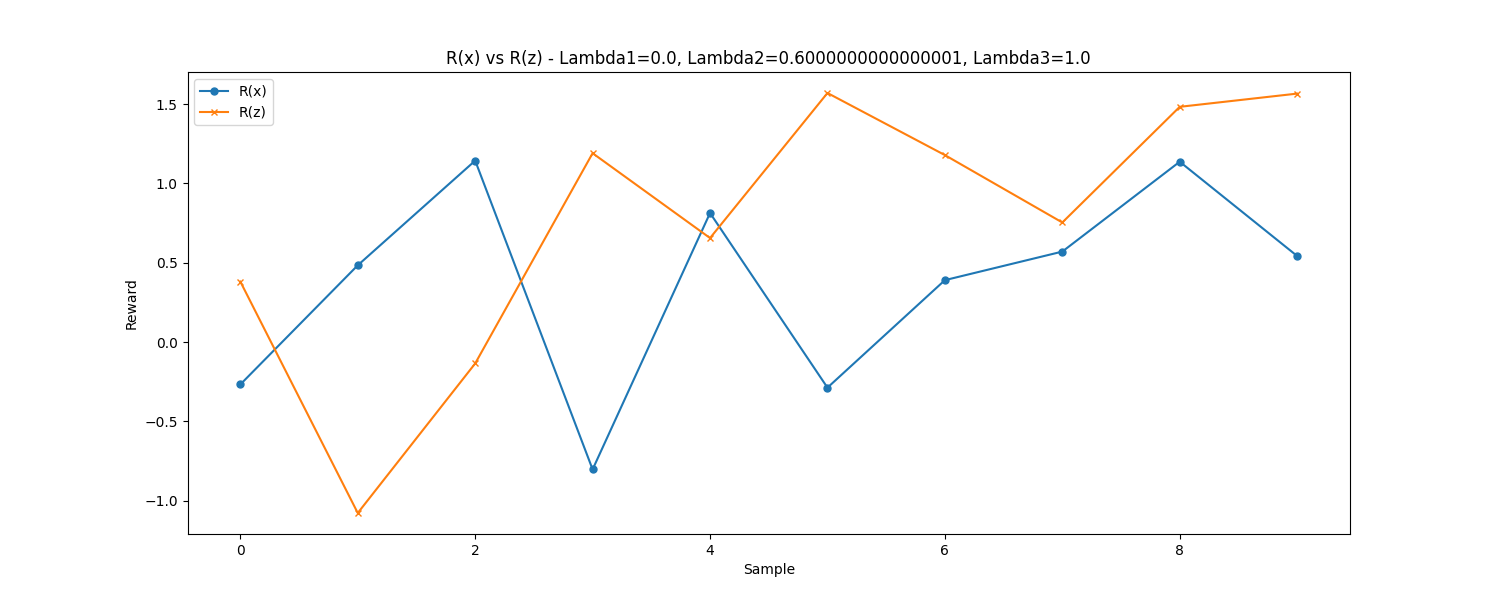 R(x) vs R(z) - Lambda1=0.0, Lambda2=0.6000000000000001, Lambda3=1.0
R(x)
R(z)
Reward
1.5
1.0
0.5
0.0
−0.5
−1.0
0 2 4 6 8
Sample